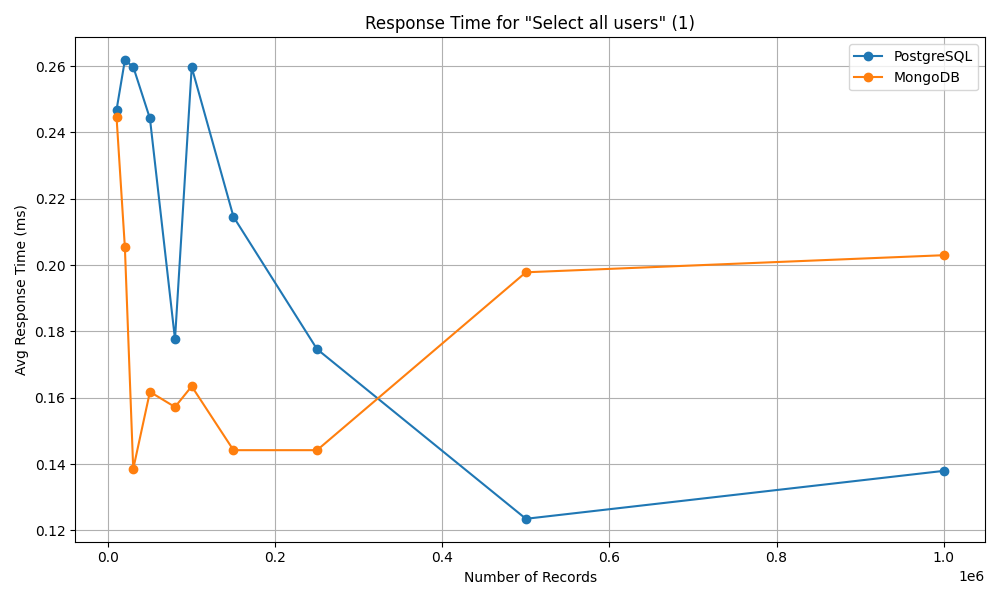 Response Time for "Select all users" (1)
PostgreSQL
MongoDB
Avg Response Time (ms)
0.26
0.24
0.22
0.20
0.18
0.16
0.14
0.12
0.0 0.2 0.4 0.6 0.8 1.0
1e6
Number of Records